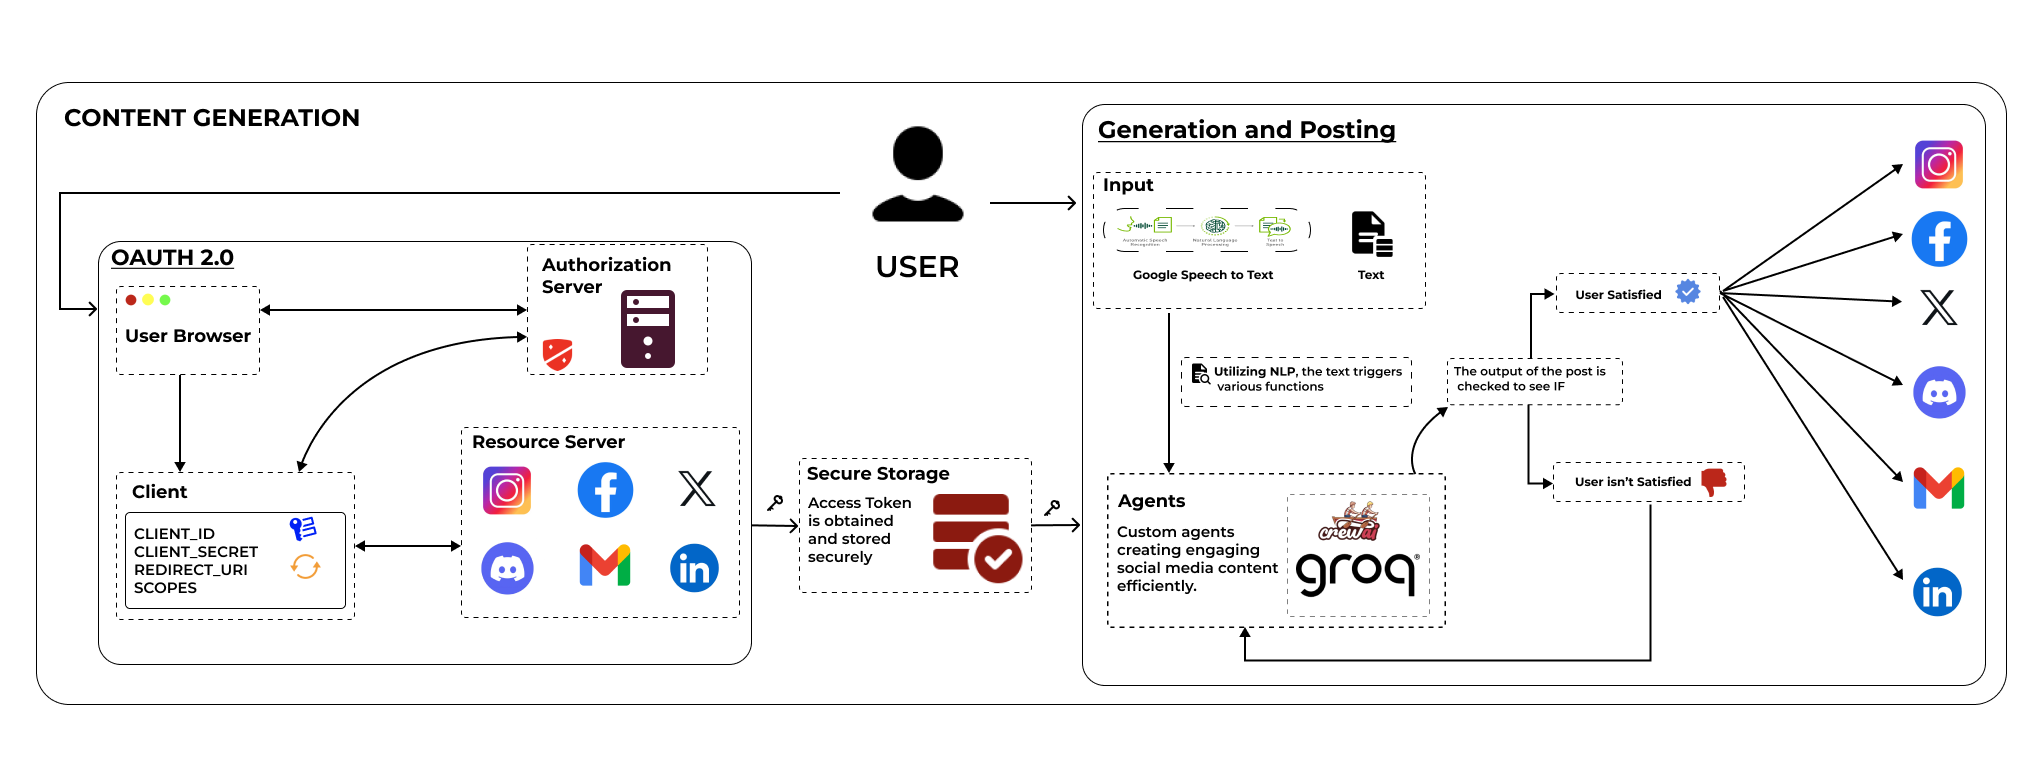 CONTENT GENERATION
USER
OAUTH 2.0
User Browser
Authorization
Server
Client
CLIENT_ID
CLIENT_SECRET
REDIRECT_URI
SCOPES
Resource Server
in
Secure Storage
Access Token
is obtained
and stored
securely
Generation and Posting
Input
Automatic Speech
Recognition
Natural Language
Processing
Text to
Speech
Google Speech to Text
Text
Utilizing NLP, the text triggers
various functions
Agents
Custom agents
creating engaging
social media content
efficiently.
crewai
groq®
The output of the post is
checked to see IF
User Satisfied
User isn't Satisfied
in